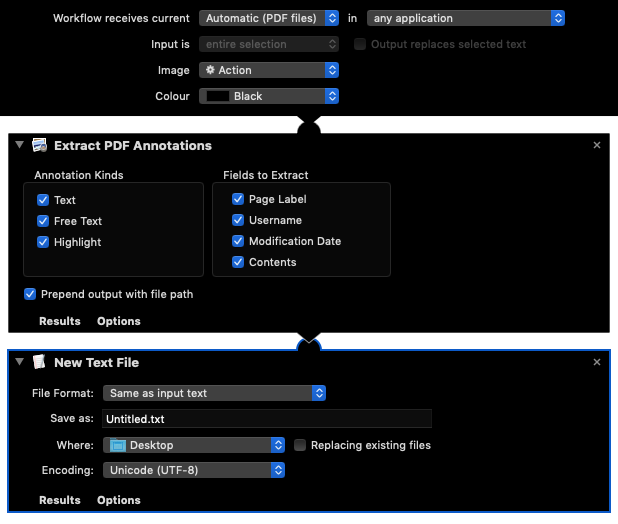 Workflow receives current Automatic (PDF files) in any application
Input is entire selection Output replaces selected text
Image Action
Colour Black
Extract PDF Annotations
Annotation Kinds Fields to Extract
Text Page Label
Free Text Username
Highlight Modification Date
Contents
Prepend output with file path
Results Options
New Text File
File Format: Same as input text
Save as: Untitled.txt
Where: Desktop Replacing existing files
Encoding: Unicode (UTF-8)
Results Options